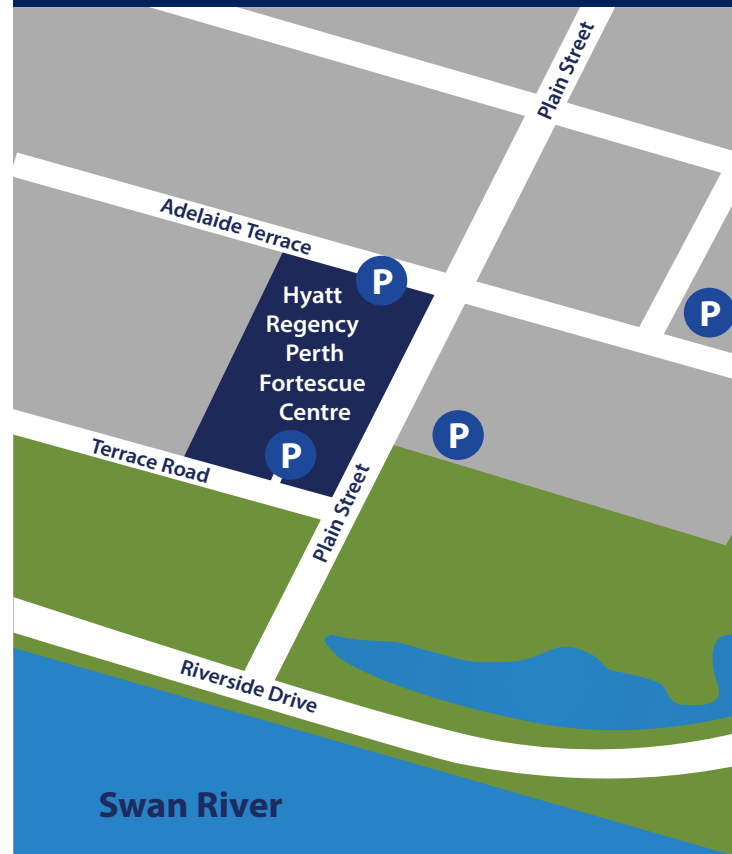 Plain Street
Adelaide Terrace
P
Hyatt
Regency
Perth
Fortescue
Centre
P
P
P
Terrace Road
Plain Street
Riverside Drive
Swan River